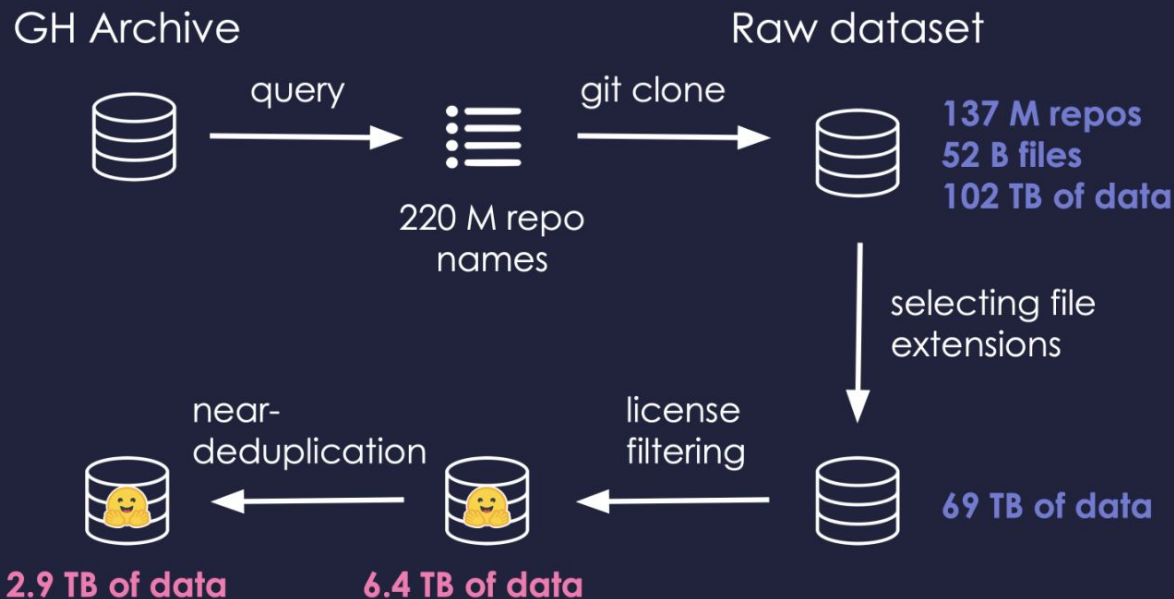 GH Archive
Raw dataset
query
git clone
220 M repo
names
137 M repos
52 B files
102 TB of data
selecting file
extensions
69 TB of data
license
filtering
6.4 TB of data
near-
deduplication
2.9 TB of data